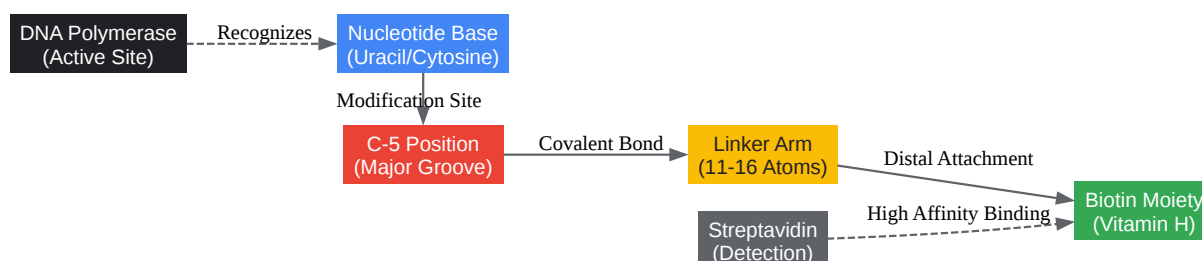 DNA Polymerase
(Active Site)
Recognizes
Nucleotide Base
(Uracil/Cytosine)
Modification Site
C-5 Position
(Major Groove)
Covalent Bond
Linker Arm
(11-16 Atoms)
Distal Attachment
Biotin Moiety
(Vitamin H)
High Affinity Binding
Streptavidin
(Detection)